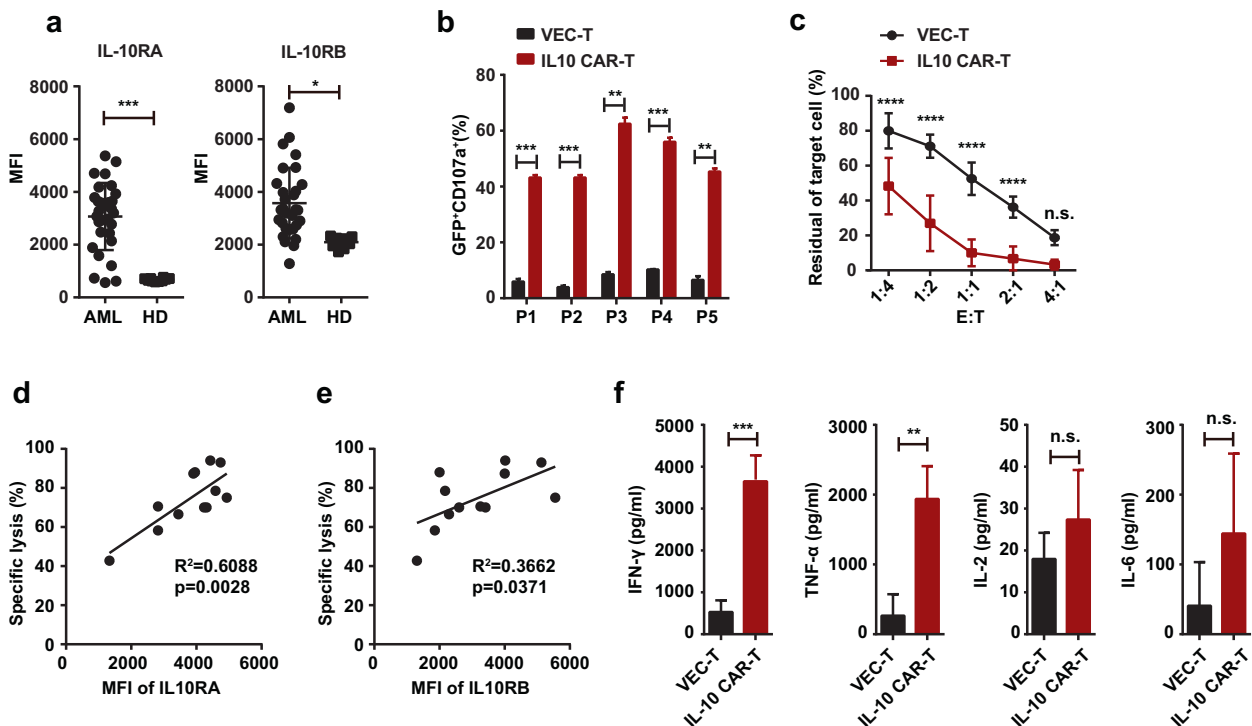 a
IL-10RA
IL-10RB
MFI
8000
6000
4000
2000
0
***
AML
HD
MFI
8000
6000
4000
2000
0
*
AML
HD
b
VEC-T
IL10 CAR-T
GFP⁺CD107a⁺(%)
80
60
40
20
0
***
***
**
***
**
P1
P2
P3
P4
P5
c
VEC-T
IL10 CAR-T
Residual of target cell (%)
100
80
60
40
20
0
****
****
****
****
n.s.
1:4
1:2
1:1
2:1
4:1
E:T
d
Specific lysis (%)
100
80
60
40
20
0
R²=0.6088
p=0.0028
0
2000
4000
6000
MFI of IL10RA
e
Specific lysis (%)
100
80
60
40
20
0
R²=0.3662
p=0.0371
0
2000
4000
6000
MFI of IL10RB
f
IFN-γ (pg/ml)
5000
4000
3000
2000
1000
0
***
VEC-T
IL-10 CAR-T
TNF-α (pg/ml)
3000
2000
1000
0
**
VEC-T
IL-10 CAR-T
IL-2 (pg/ml)
50
40
30
20
10
0
n.s.
VEC-T
IL-10 CAR-T
IL-6 (pg/ml)
300
200
100
0
n.s.
VEC-T
IL-10 CAR-T